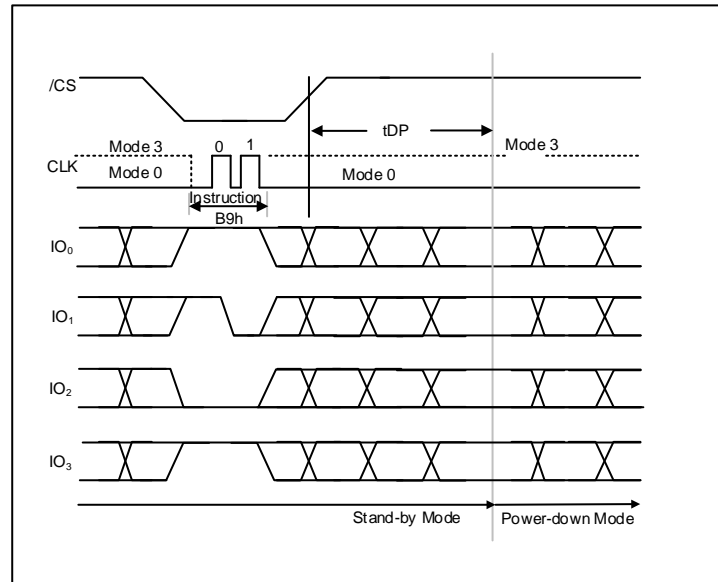 /CS
tDP
Mode 3 0 1 Mode 3
CLK
Mode 0 Mode 0
Instruction
B9h
IO0
IO1
IO2
IO3
Stand-by Mode Power-down Mode